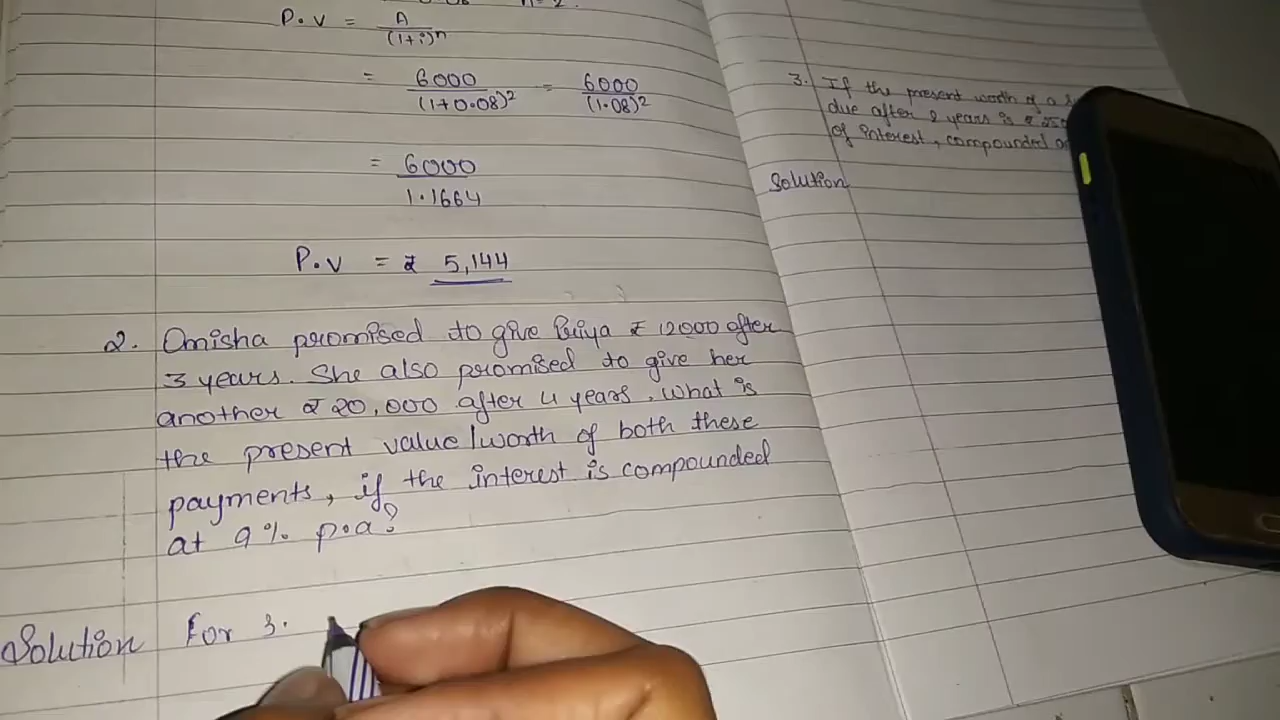 n = 2.
P.V = A
(1+i)ⁿ
= 6000 = 6000
(1+0.08)² (1.08)²
= 6000
1.1664
P.V = ₹ 5,144
2. Omisha promised to give Priya ₹ 12000 after
3 years. She also promised to give her
another ₹ 20,000 after 4 years. What is
the present value/worth of both these
payments, if the interest is compounded
at 9% p.a?
Solution For 3.
3. If the present worth of a
due after 2 years is ₹
of interest, compounded
Solution